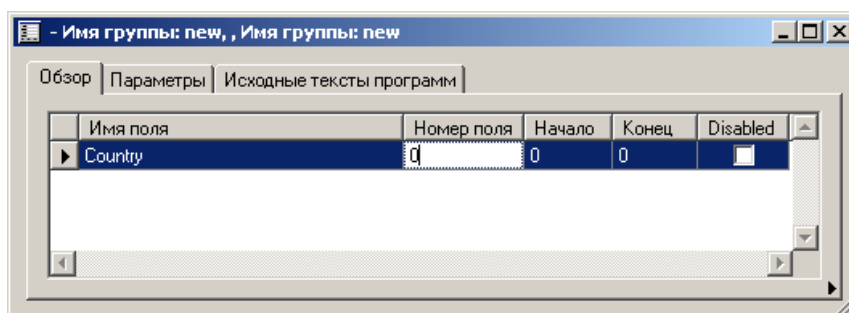 - Имя группы: new, , Имя группы: new
Обзор Параметры Исходные тексты программ
Имя поля Номер поля Начало Конец Disabled
Country 0 0 0